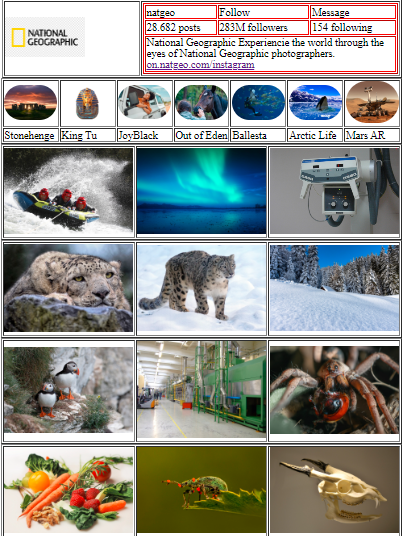 NATIONAL
GEOGRAPHIC
natgeo Follow Message
28.682 posts 283M followers 154 following
National Geographic Experiencie the world through the
eyes of National Geographic photographers.
on.natgeo.com/instagram
Stonehenge King Tu JoyBlack Out of Eden Ballesta Arctic Life Mars AR